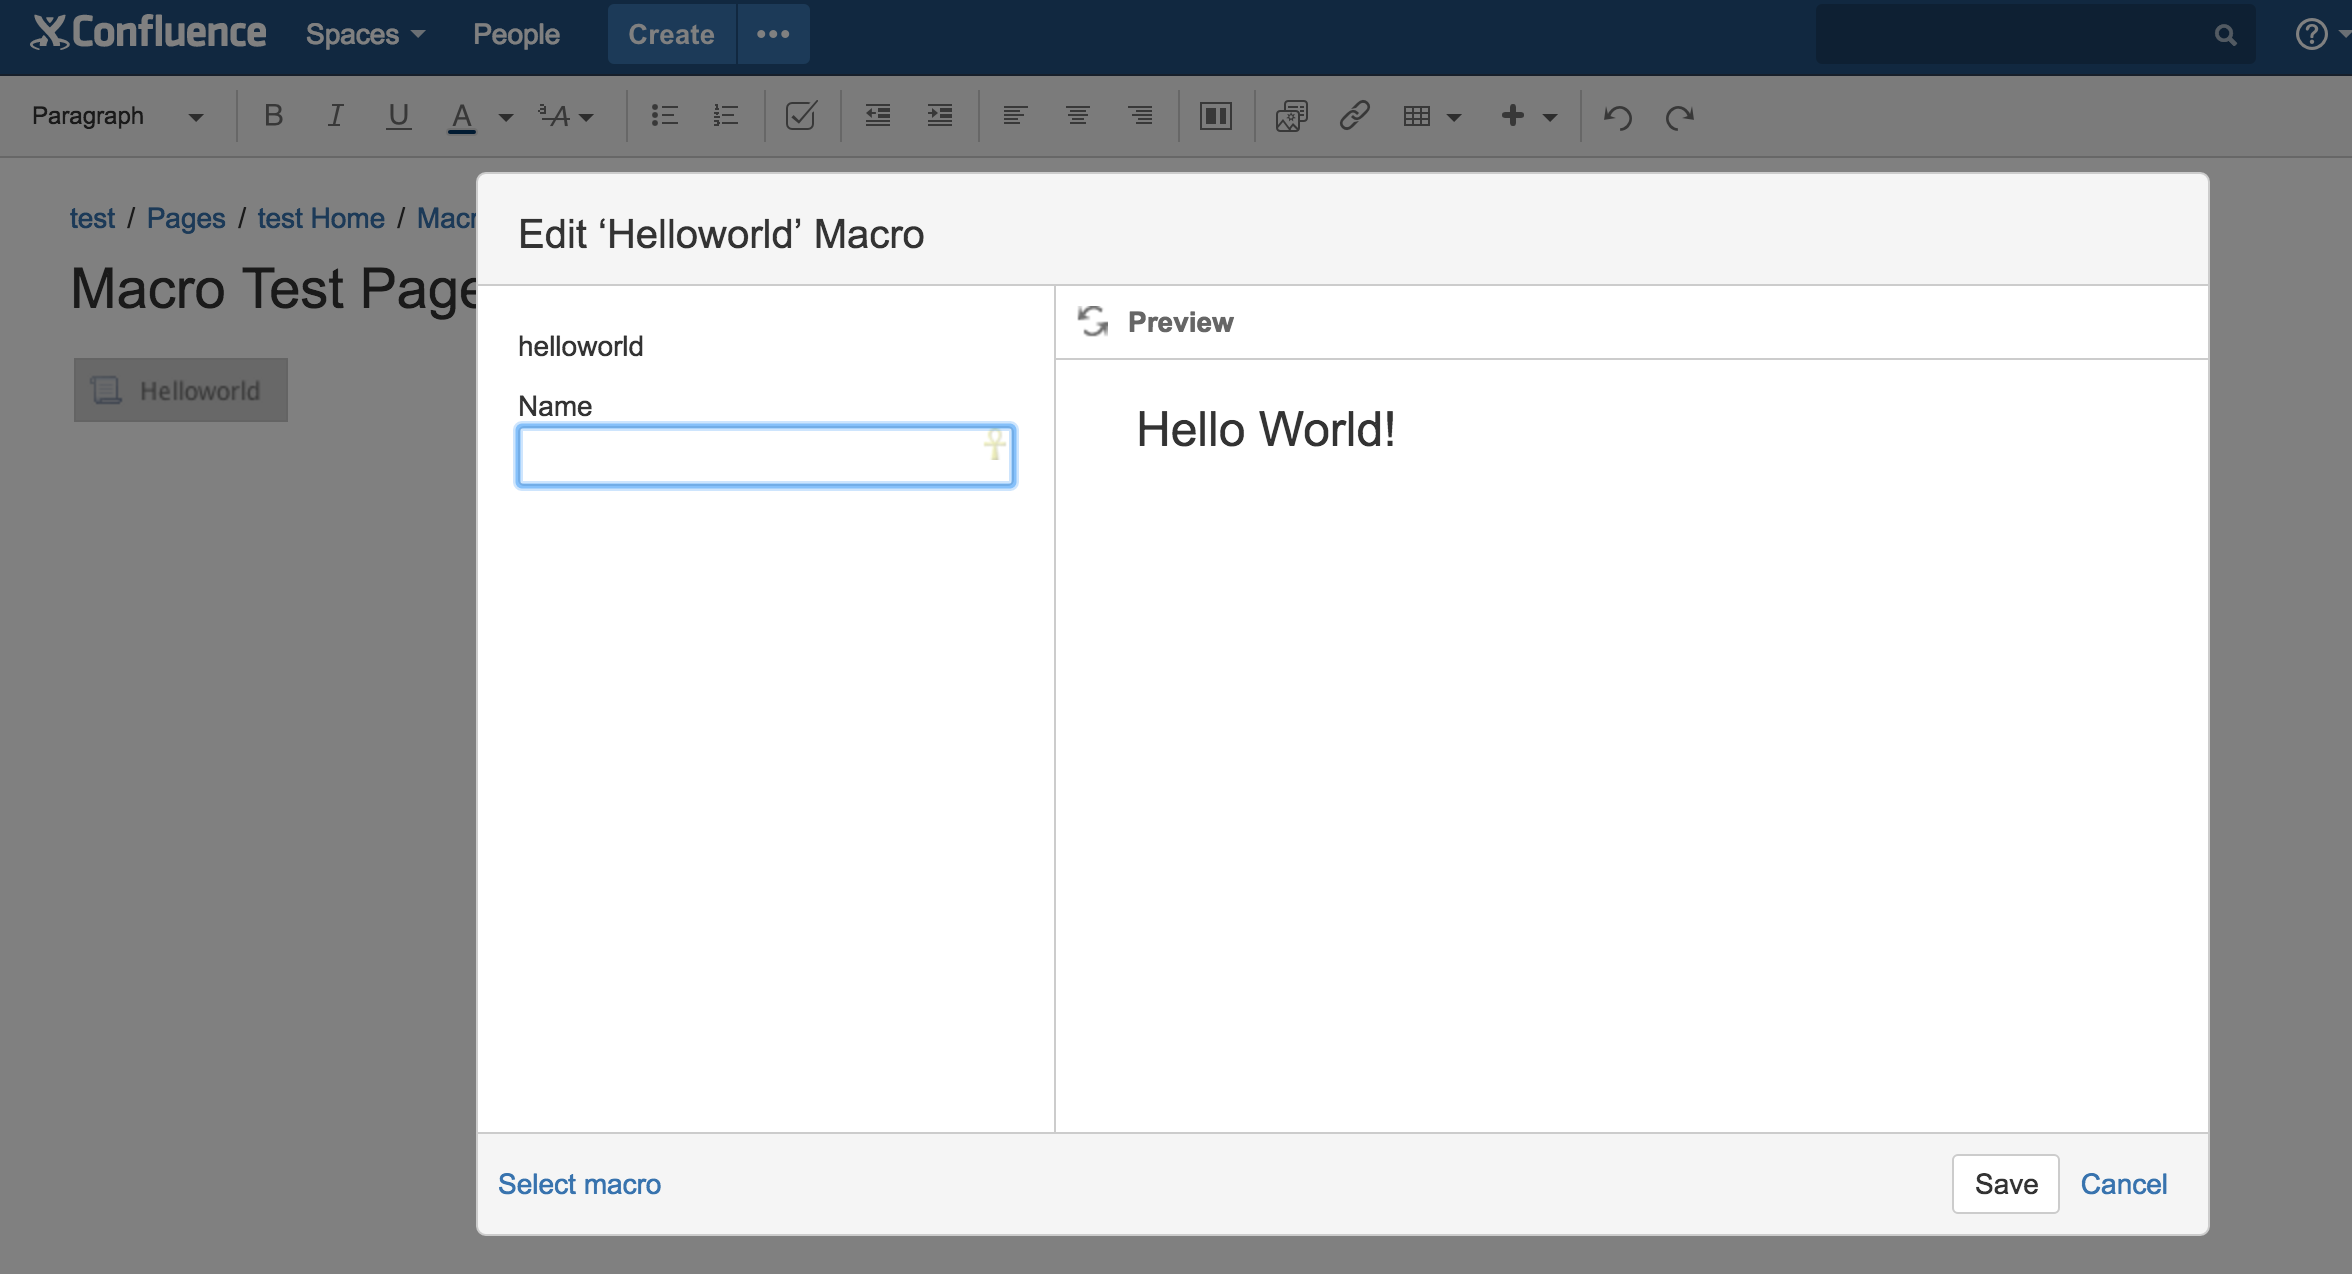 Confluence Spaces People Create •••
Paragraph B I U A ªA
test / Pages / test Home / Macr
Macro Test Page
Helloworld
Edit ‘Helloworld’ Macro
helloworld
Name
Preview
Hello World!
Select macro
Save Cancel